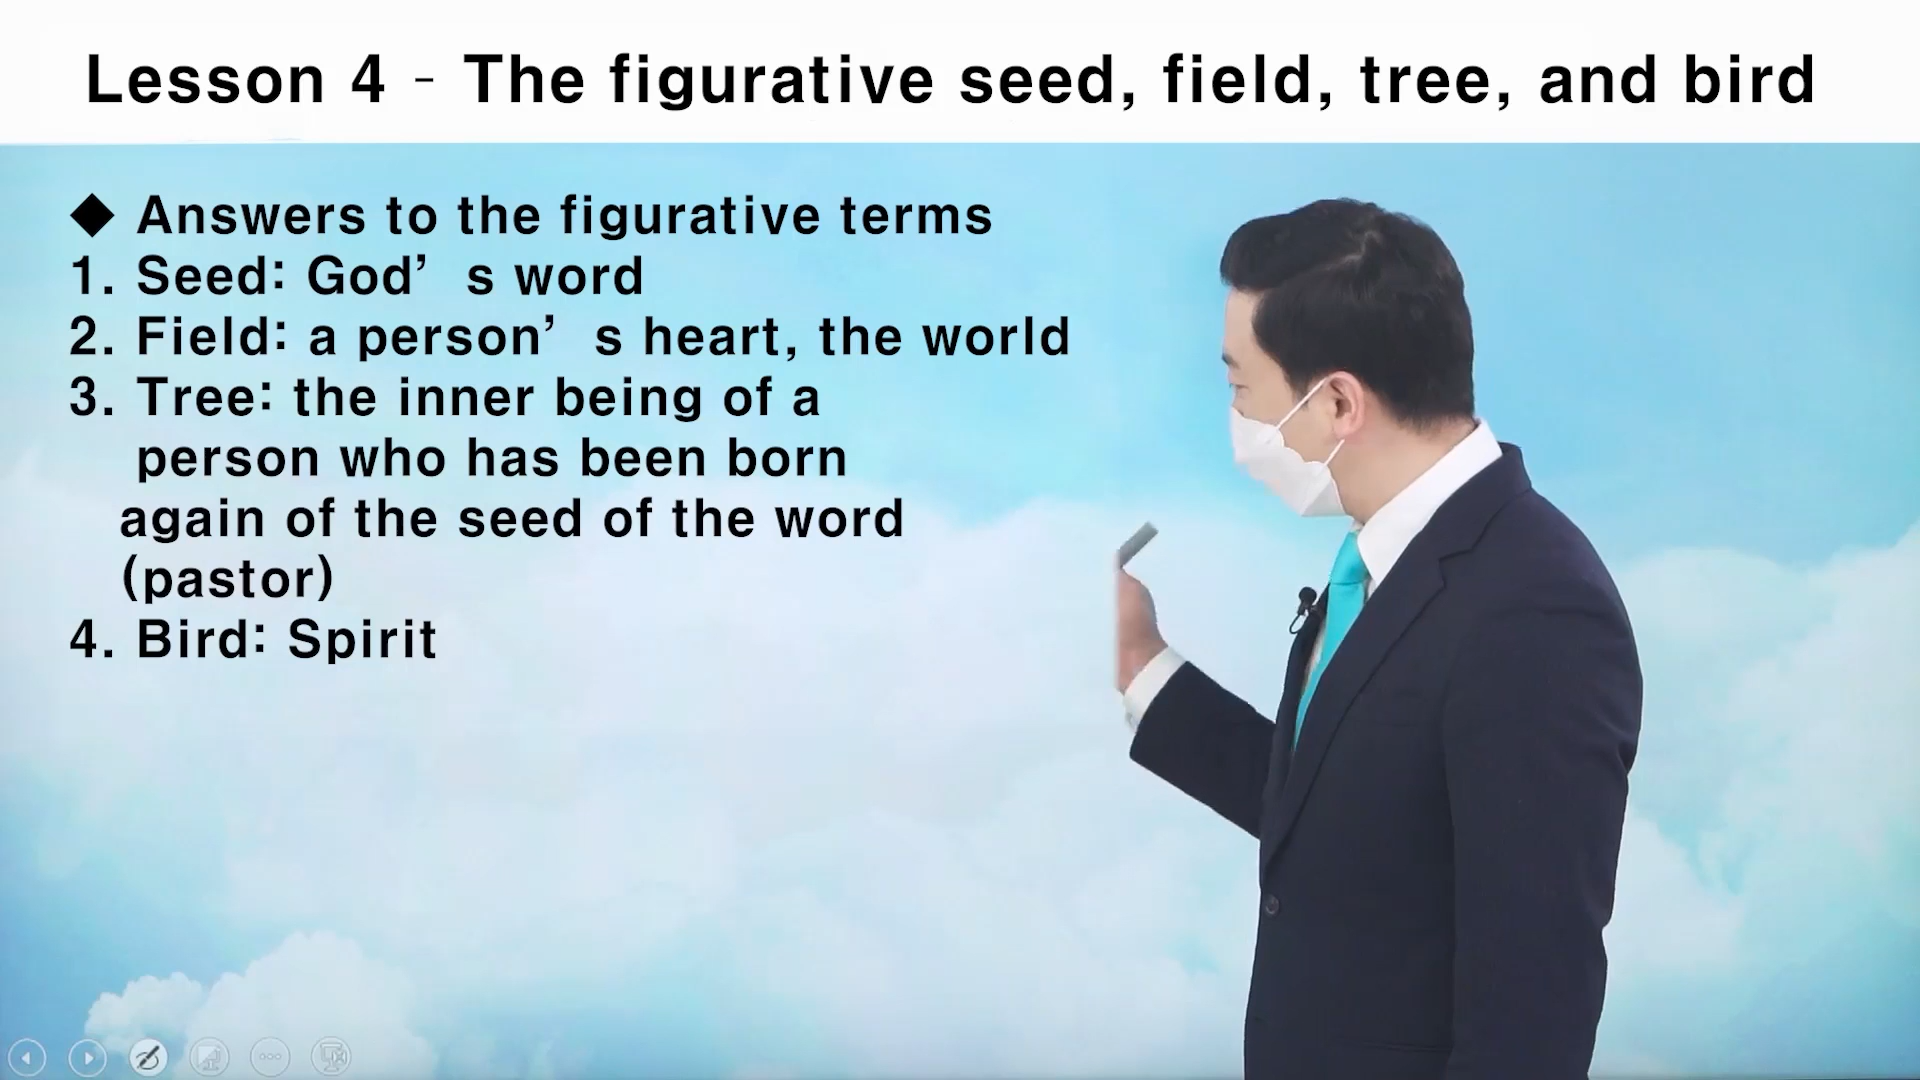 Lesson 4 - The figurative seed, field, tree, and bird
◆ Answers to the figurative terms
1. Seed: God’s word
2. Field: a person’s heart, the world
3. Tree: the inner being of a
person who has been born
again of the seed of the word
(pastor)
4. Bird: Spirit